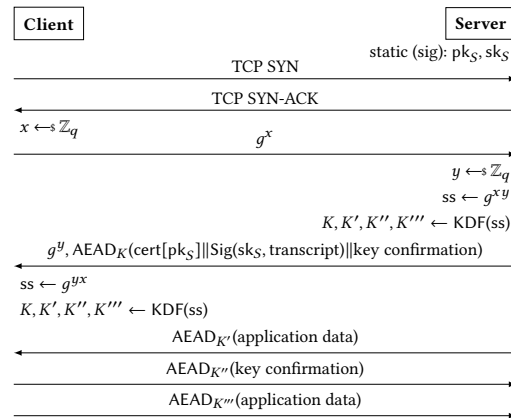 Client Server
static (sig): pk_S, sk_S
TCP SYN
TCP SYN-ACK
x ←$ ℤ_q
g^x
y ←$ ℤ_q
ss ← g^{xy}
K, K′, K″, K‴ ← KDF(ss)
g^y, AEAD_K(cert[pk_S]‖Sig(sk_S, transcript)‖key confirmation)
ss ← g^{yx}
K, K′, K″, K‴ ← KDF(ss)
AEAD_{K′}(application data)
AEAD_{K″}(key confirmation)
AEAD_{K‴}(application data)